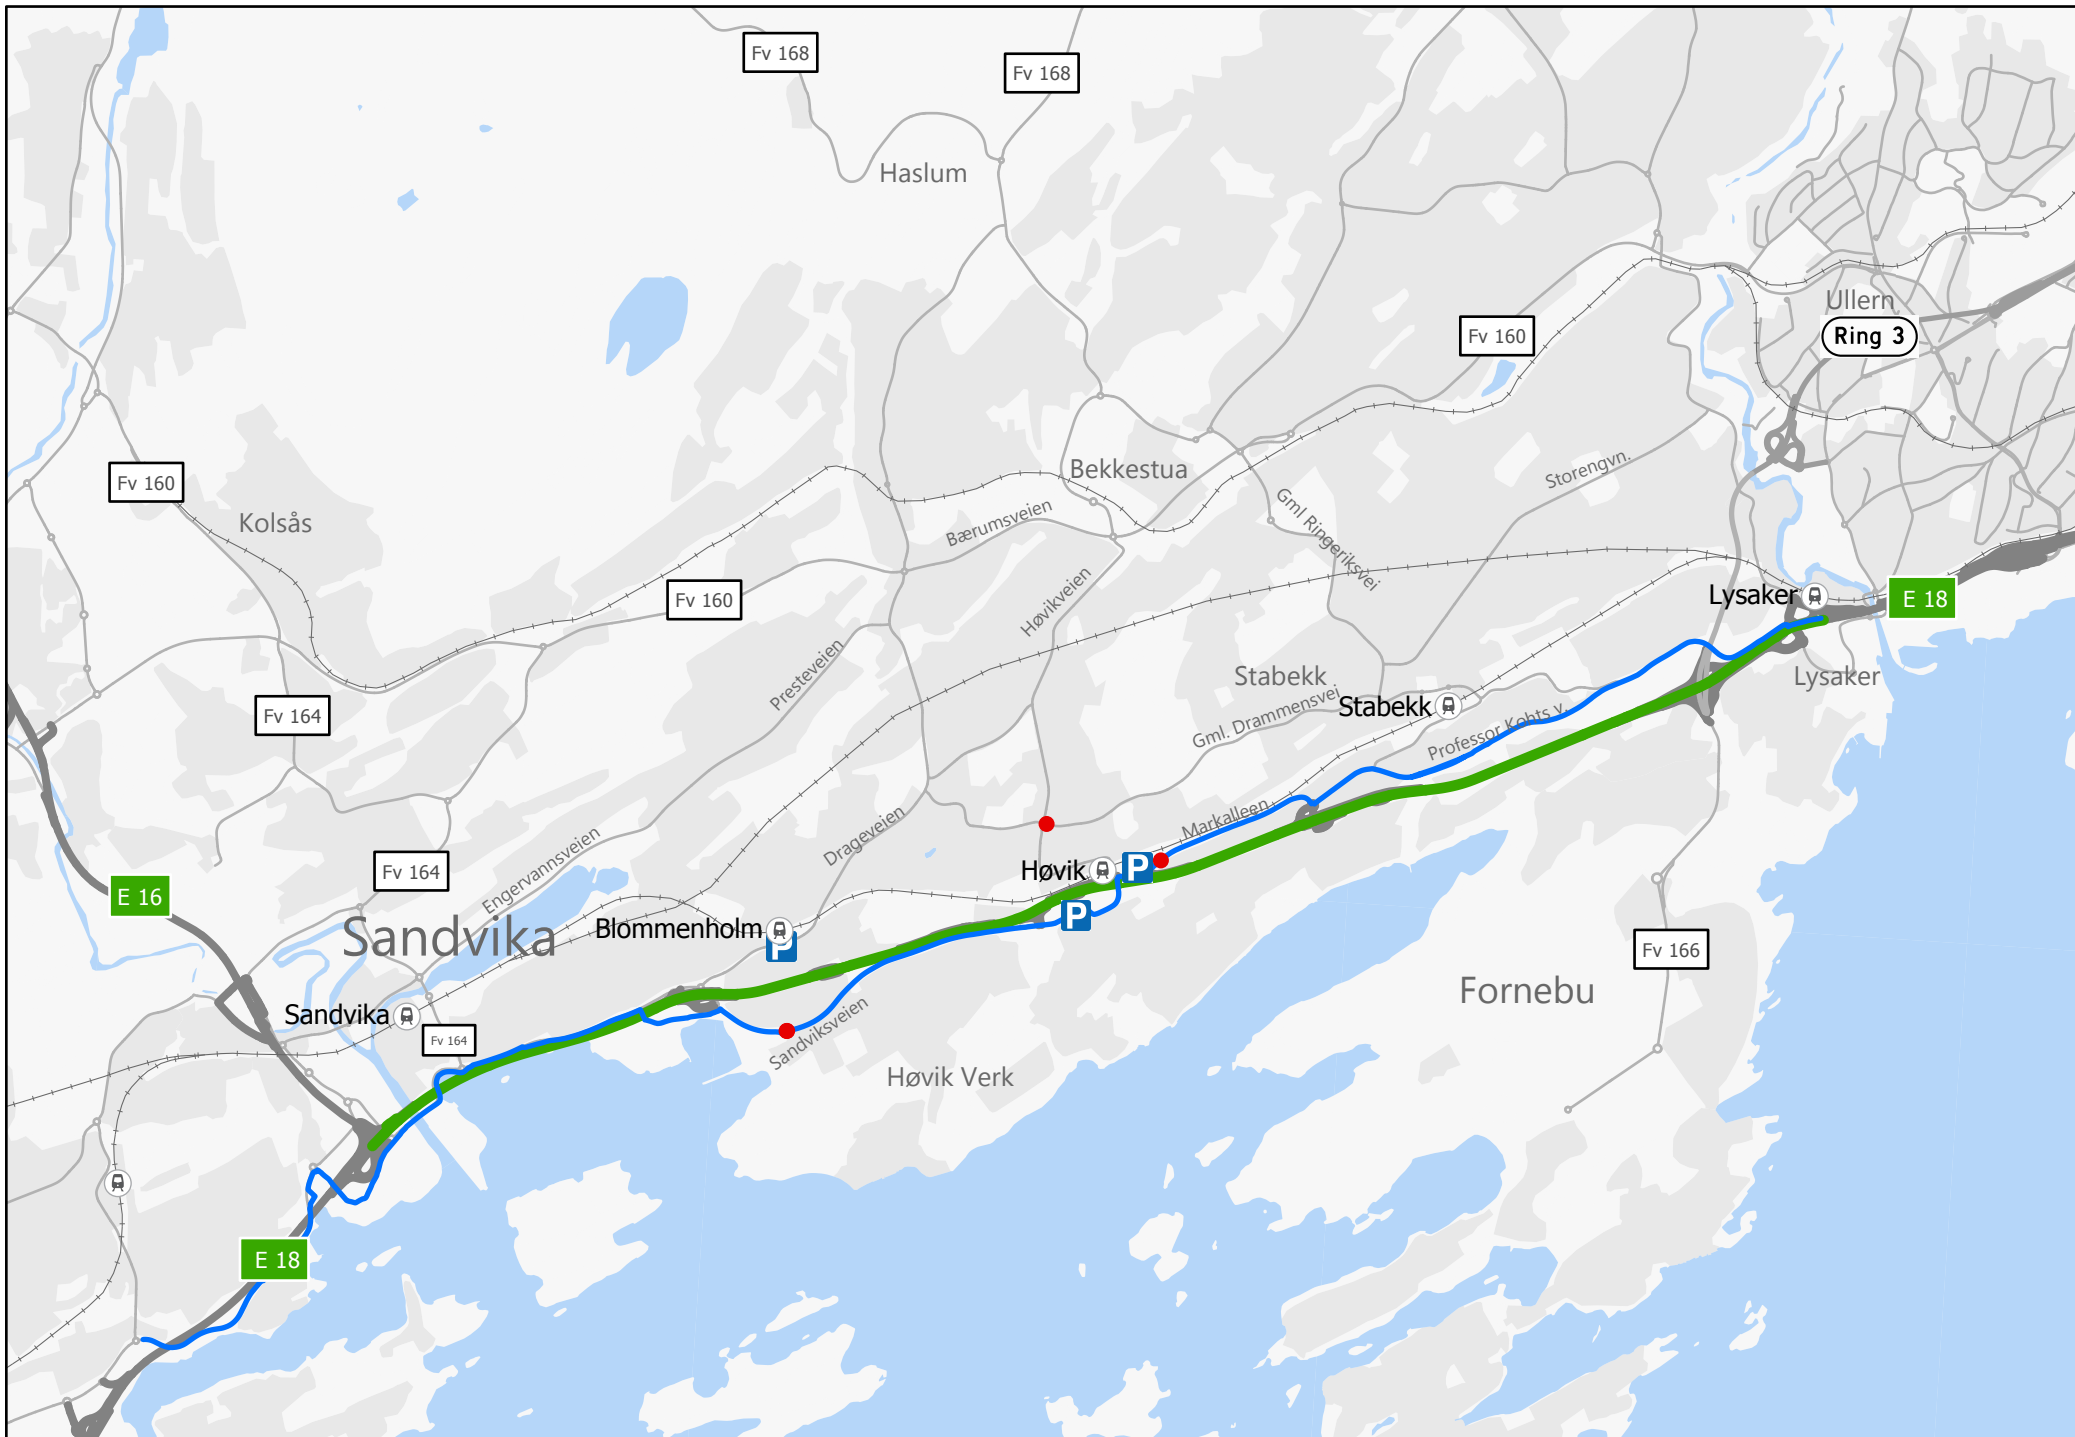 Fv 168
Fv 168
Haslum
Ullern
Ring 3
Fv 160
Bekkestua
Storengvn.
Fv 160
Kolsås
Gml Ringeriksvei
Bærumsveien
Fv 160
Høvikveien
Lysaker
E 18
Presteveien
Stabekk
Lysaker
Fv 164
Gml. Drammensvei
Stabekk
Professor Kohts v.
Drageveien
Markalleen
Fv 164
Engervannsveien
Høvik
P
E 16
Sandvika
Blommenholm
P
P
Fv 166
Fornebu
Sandvika
Fv 164
Sandviksveien
Høvik Verk
E 18